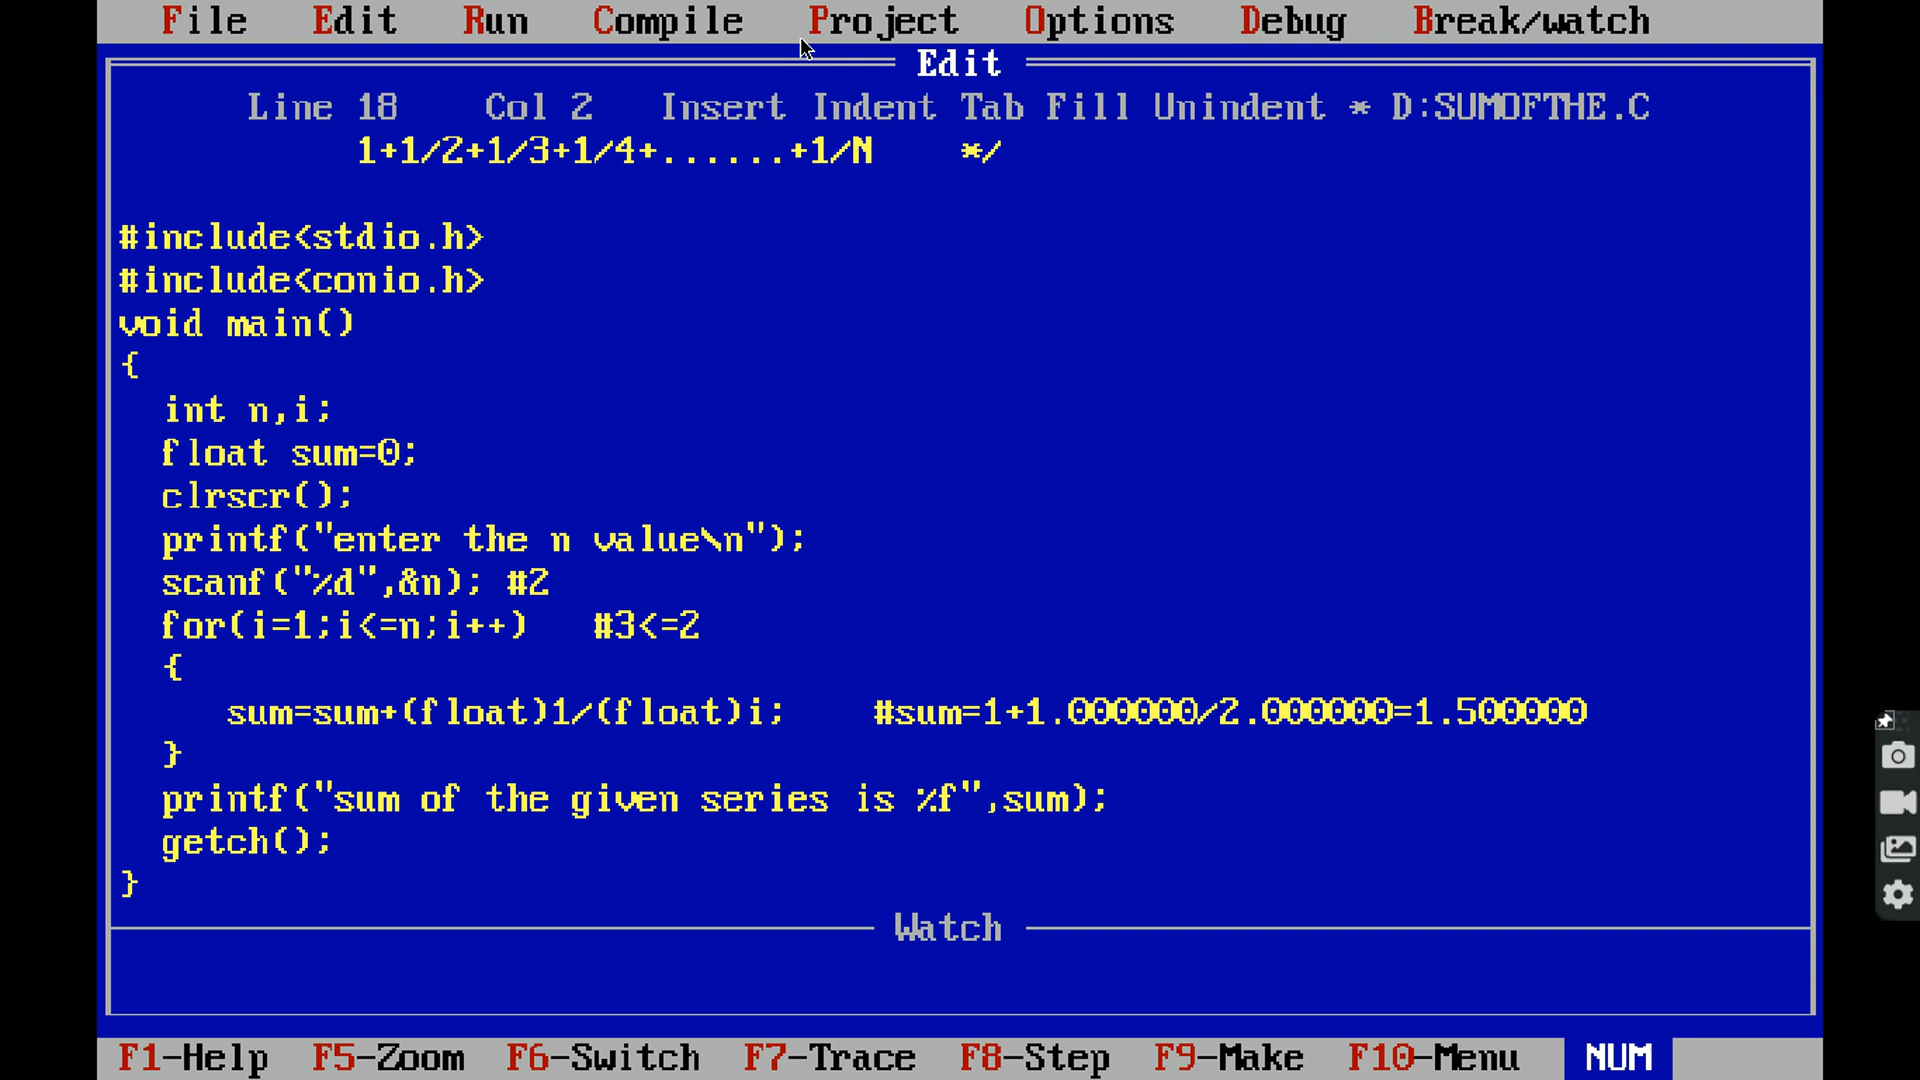 File Edit Run Compile Project Options Debug Break/watch
Edit
Line 18 Col 2 Insert Indent Tab Fill Unindent * D:SUMOFTHE.C
1+1/2+1/3+1/4+......+1/N */
#include<stdio.h>
#include<conio.h>
void main()
{
int n,i;
float sum=0;
clrscr();
printf("enter the n value\n");
scanf("%d",&n); #2
for(i=1;i<=n;i++) #3<=2
{
sum=sum+(float)1/(float)i; #sum=1+1.000000/2.000000=1.500000
}
printf("sum of the given series is %f",sum);
getch();
}
Watch
F1-Help F5-Zoom F6-Switch F7-Trace F8-Step F9-Make F10-Menu NUM